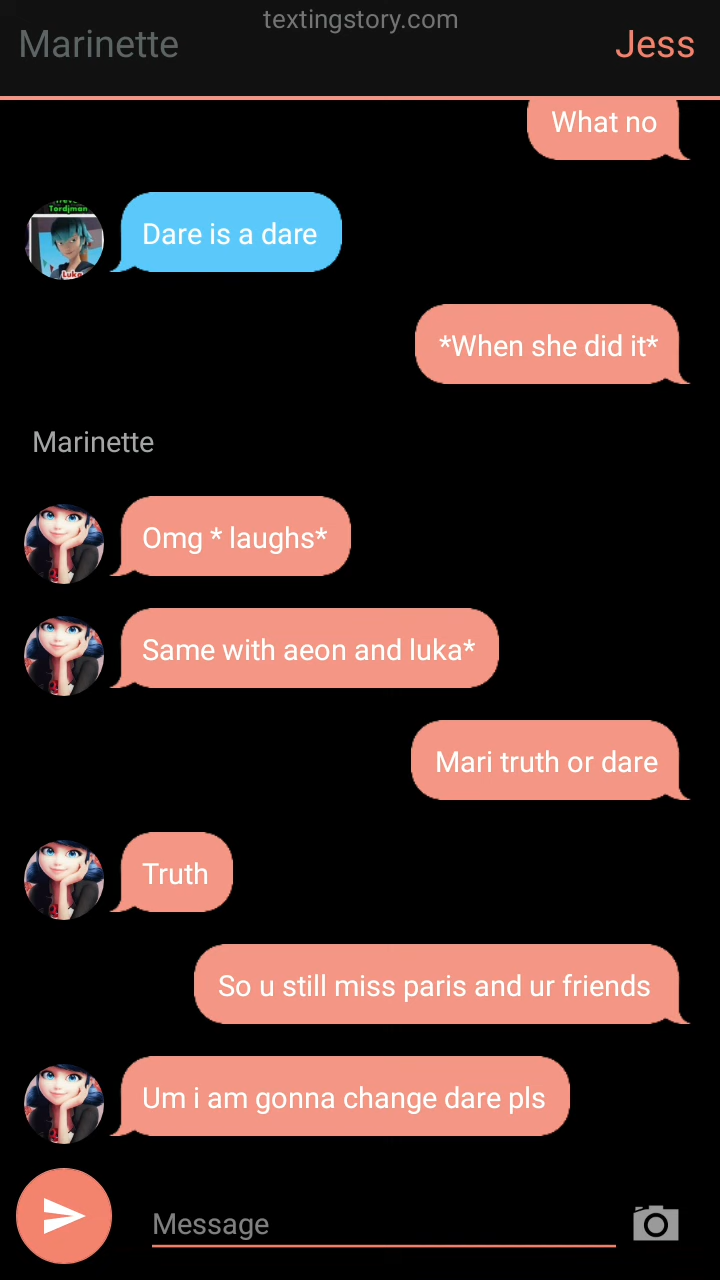 textingstory.com
Marinette
Jess
What no
Tordjman
Luka
Dare is a dare
*When she did it*
Marinette
Omg * laughs*
Same with aeon and luka*
Mari truth or dare
Truth
So u still miss paris and ur friends
Um i am gonna change dare pls
Message